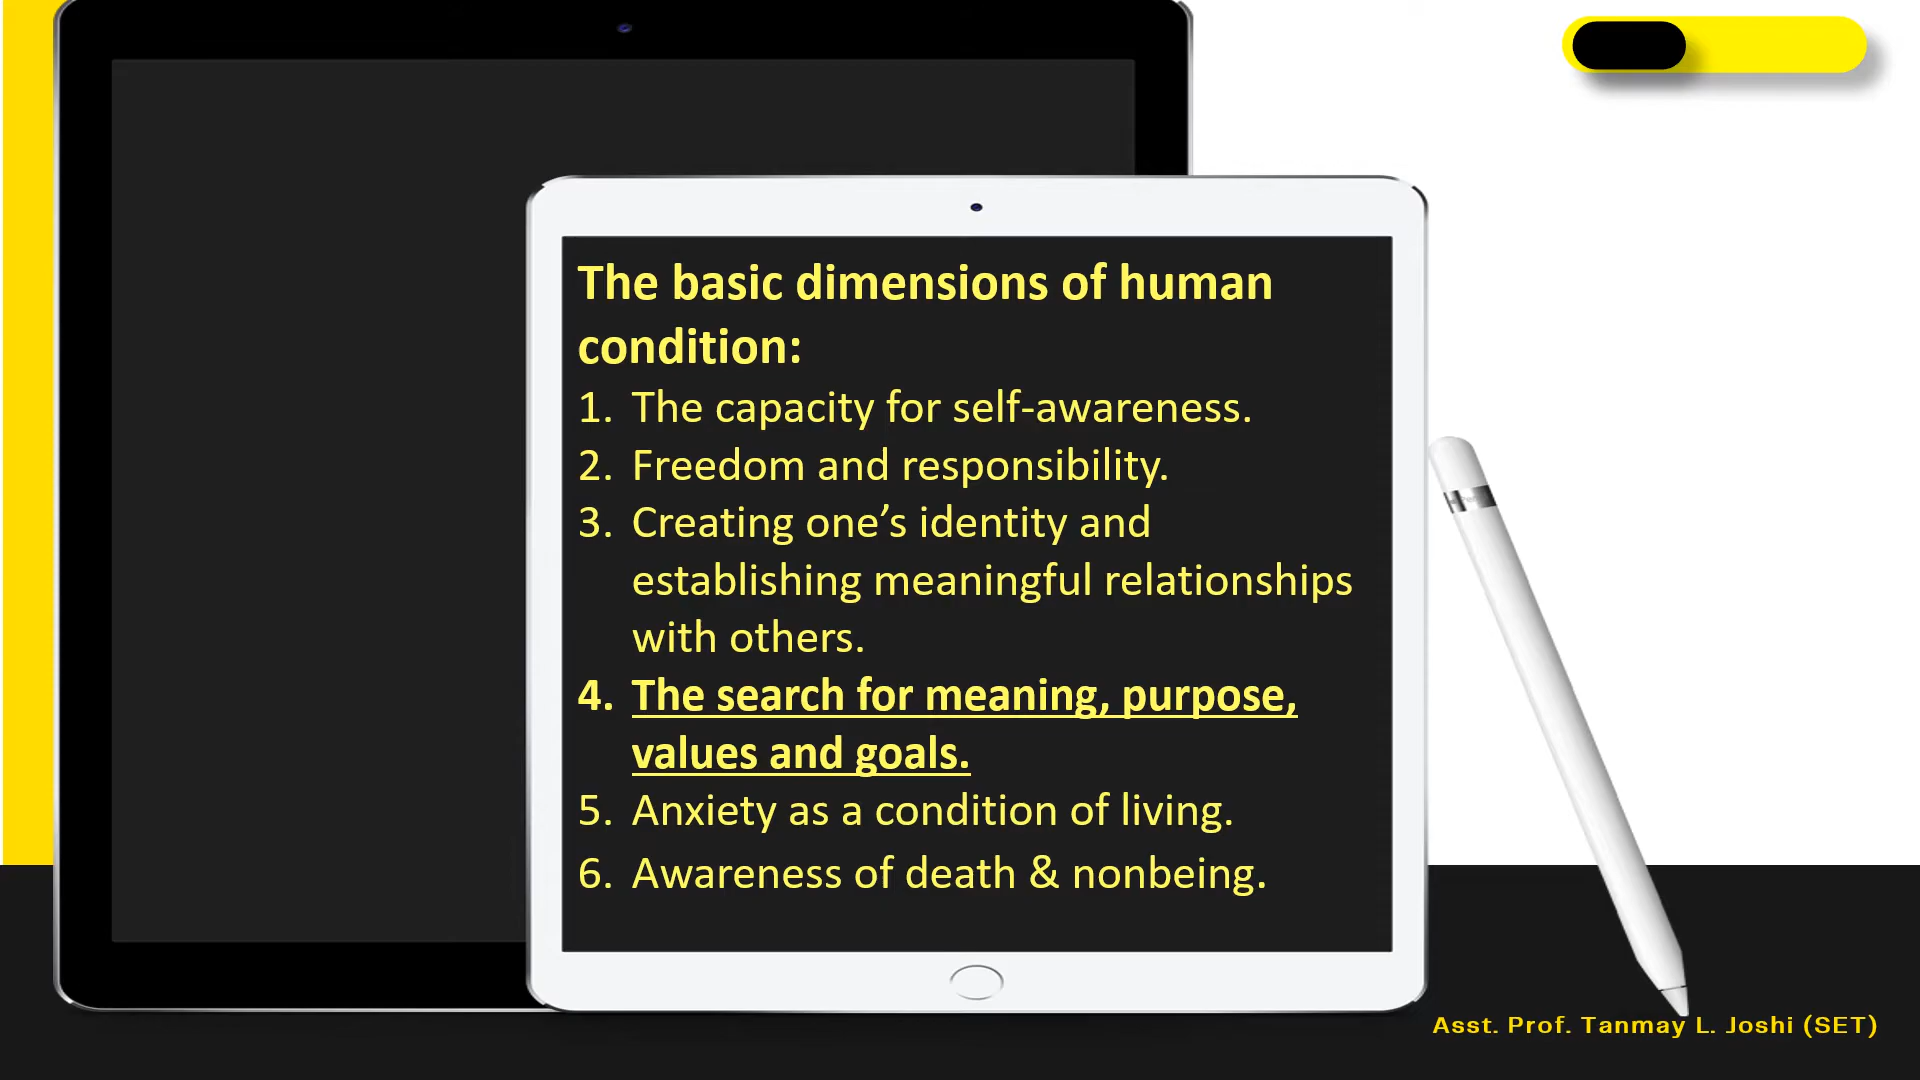 The basic dimensions of human
condition:
1. The capacity for self-awareness.
2. Freedom and responsibility.
3. Creating one’s identity and
establishing meaningful relationships
with others.
4. The search for meaning, purpose,
values and goals.
5. Anxiety as a condition of living.
6. Awareness of death & nonbeing.
Asst. Prof. Tanmay L. Joshi (SET)